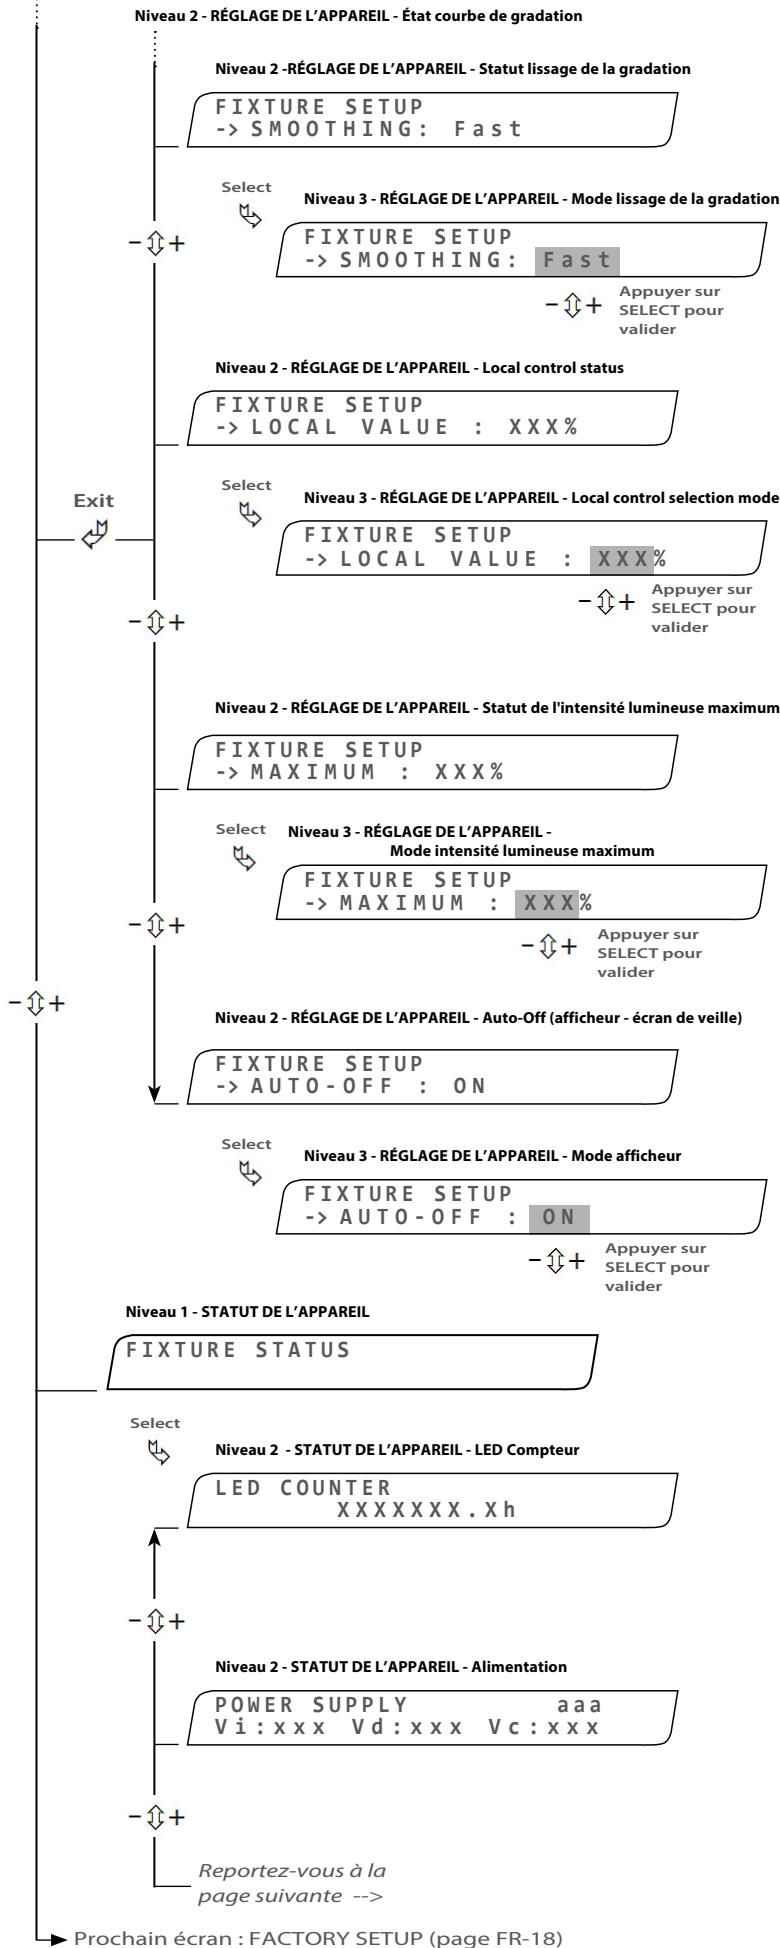 Niveau 2 - RÉGLAGE DE L'APPAREIL - État courbe de gradation
Niveau 2 -RÉGLAGE DE L'APPAREIL - Statut lissage de la gradation
FIXTURE SETUP
-> SMOOTHING: Fast
Select
Niveau 3 - RÉGLAGE DE L'APPAREIL - Mode lissage de la gradation
FIXTURE SETUP
-> SMOOTHING: Fast
- +
- +
Appuyer sur
SELECT pour
valider
Niveau 2 - RÉGLAGE DE L'APPAREIL - Local control status
FIXTURE SETUP
-> LOCAL VALUE : XXX%
Select
Exit
Niveau 3 - RÉGLAGE DE L'APPAREIL - Local control selection mode
FIXTURE SETUP
-> LOCAL VALUE : XXX%
- +
Appuyer sur
SELECT pour
valider
- +
Niveau 2 - RÉGLAGE DE L'APPAREIL - Statut de l'intensité lumineuse maximum
FIXTURE SETUP
-> MAXIMUM : XXX%
Select
Niveau 3 - RÉGLAGE DE L'APPAREIL -
Mode intensité lumineuse maximum
FIXTURE SETUP
-> MAXIMUM : XXX%
- +
- +
Appuyer sur
SELECT pour
valider
- +
Niveau 2 - RÉGLAGE DE L'APPAREIL - Auto-Off (afficheur - écran de veille)
FIXTURE SETUP
-> AUTO-OFF : ON
Select
Niveau 3 - RÉGLAGE DE L'APPAREIL - Mode afficheur
FIXTURE SETUP
-> AUTO-OFF : ON
- +
Appuyer sur
SELECT pour
valider
Niveau 1 - STATUT DE L'APPAREIL
FIXTURE STATUS
Select
Niveau 2 - STATUT DE L'APPAREIL - LED Compteur
LED COUNTER
XXXXXXX.Xh
- +
Niveau 2 - STATUT DE L'APPAREIL - Alimentation
POWER SUPPLY aaa
Vi:xxx Vd:xxx Vc:xxx
- +
Reportez-vous à la
page suivante -->
Prochain écran : FACTORY SETUP (page FR-18)